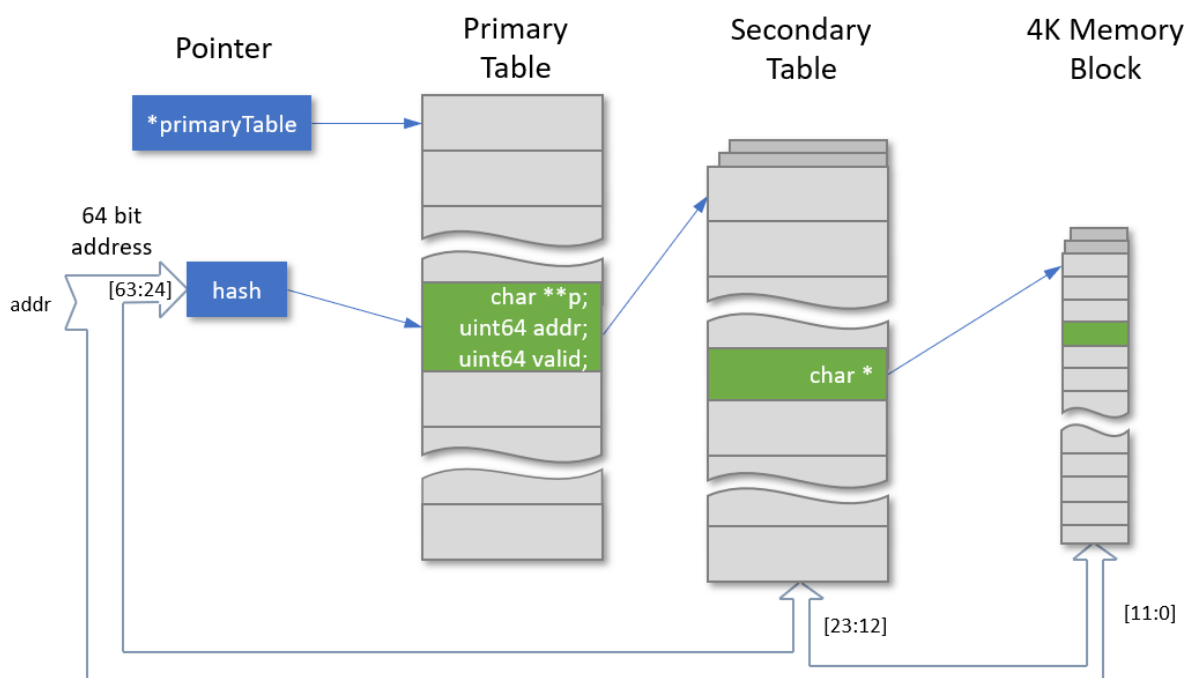 Pointer
Primary
Table
Secondary
Table
4K Memory
Block
*primaryTable
64 bit
address
addr
[63:24]
hash
char **p;
uint64 addr;
uint64 valid;
char *
[23:12]
[11:0]